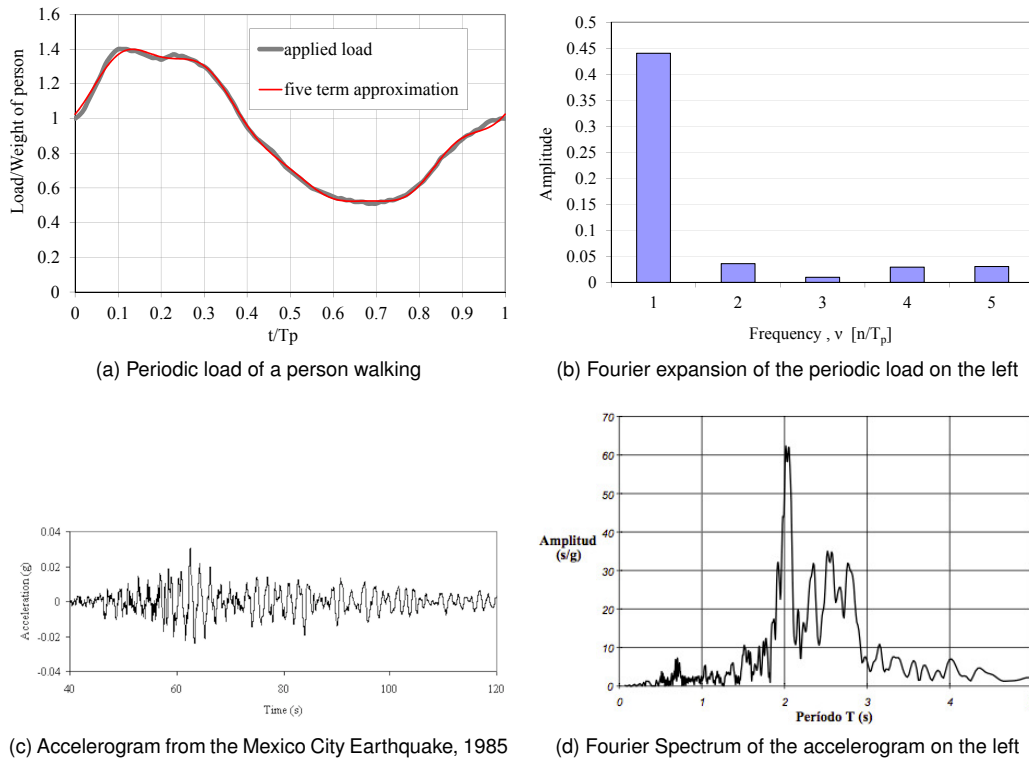 1.6
1.4
1.2
1
0.8
0.6
0.4
0.2
0
Load/Weight of person
applied load
five term approximation
0 0.1 0.2 0.3 0.4 0.5 0.6 0.7 0.8 0.9 1
t/Tp
(a) Periodic load of a person walking
0.5
0.45
0.4
0.35
0.3
0.25
0.2
0.15
0.1
0.05
0
Amplitude
1 2 3 4 5
Frequency , ν [n/Tp]
(b) Fourier expansion of the periodic load on the left
0.04
0.02
0
-0.02
-0.04
Acceleration (g)
40 60 80 100 120
Time (s)
(c) Accelerogram from the Mexico City Earthquake, 1985
70
60
50
40
30
20
10
0
Amplitud
(s/g)
0 1 2 3 4
Período T (s)
(d) Fourier Spectrum of the accelerogram on the left